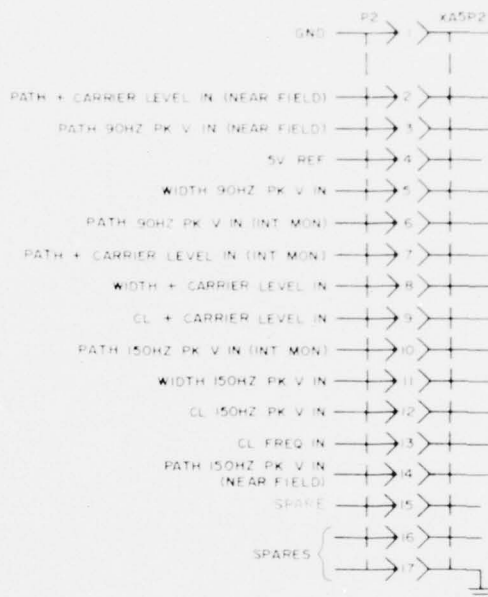 P2 XA5P2
GND 1
PATH + CARRIER LEVEL IN (NEAR FIELD) 2
PATH 90HZ PK V IN (NEAR FIELD) 3
5V REF 4
WIDTH 90HZ PK V IN 5
PATH 90HZ PK V IN (INT MON) 6
PATH + CARRIER LEVEL IN (INT MON) 7
WIDTH + CARRIER LEVEL IN 8
CL + CARRIER LEVEL IN 9
PATH 150HZ PK V IN (INT MON) 10
WIDTH 150HZ PK V IN 11
CL 150HZ PK V IN 12
CL FREQ IN 13
PATH 150HZ PK V IN 14
(NEAR FIELD)
SPARE 15
16
SPARES
17